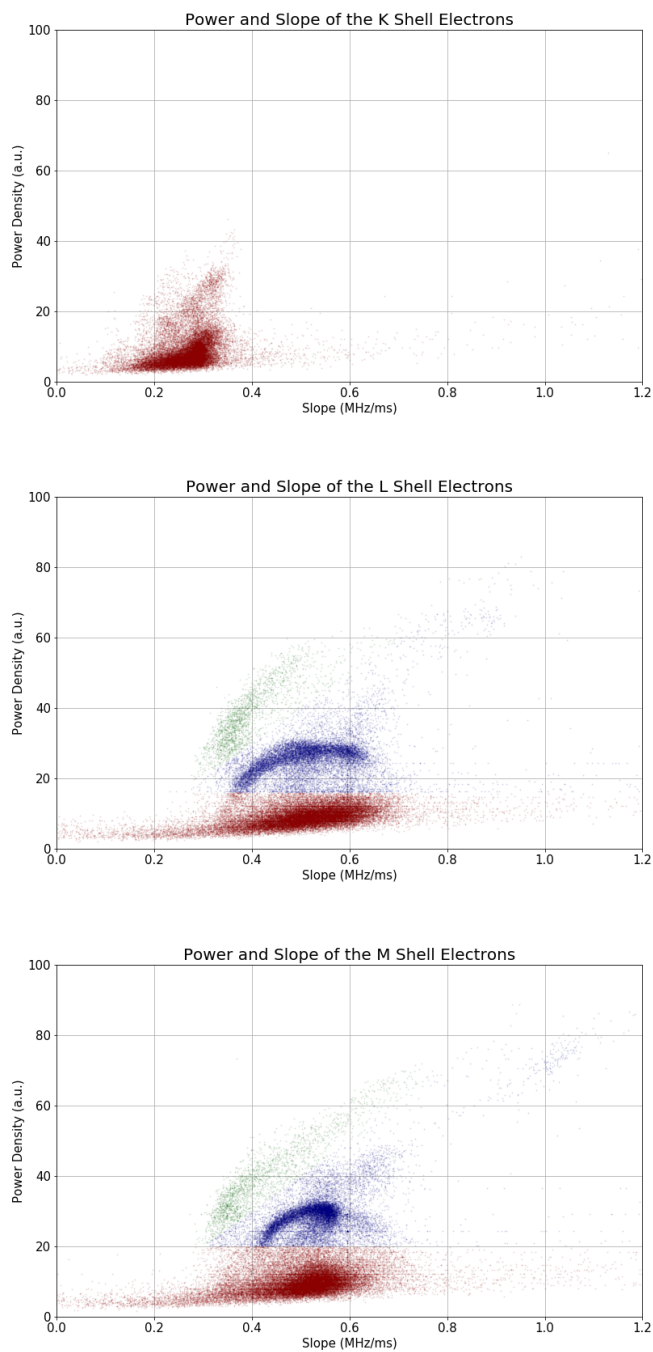 Power and Slope of the K Shell Electrons
100
80
60
40
20
0
Power Density (a.u.)
0.0 0.2 0.4 0.6 0.8 1.0 1.2
Slope (MHz/ms)
Power and Slope of the L Shell Electrons
100
80
60
40
20
0
Power Density (a.u.)
0.0 0.2 0.4 0.6 0.8 1.0 1.2
Slope (MHz/ms)
Power and Slope of the M Shell Electrons
100
80
60
40
20
0
Power Density (a.u.)
0.0 0.2 0.4 0.6 0.8 1.0 1.2
Slope (MHz/ms)